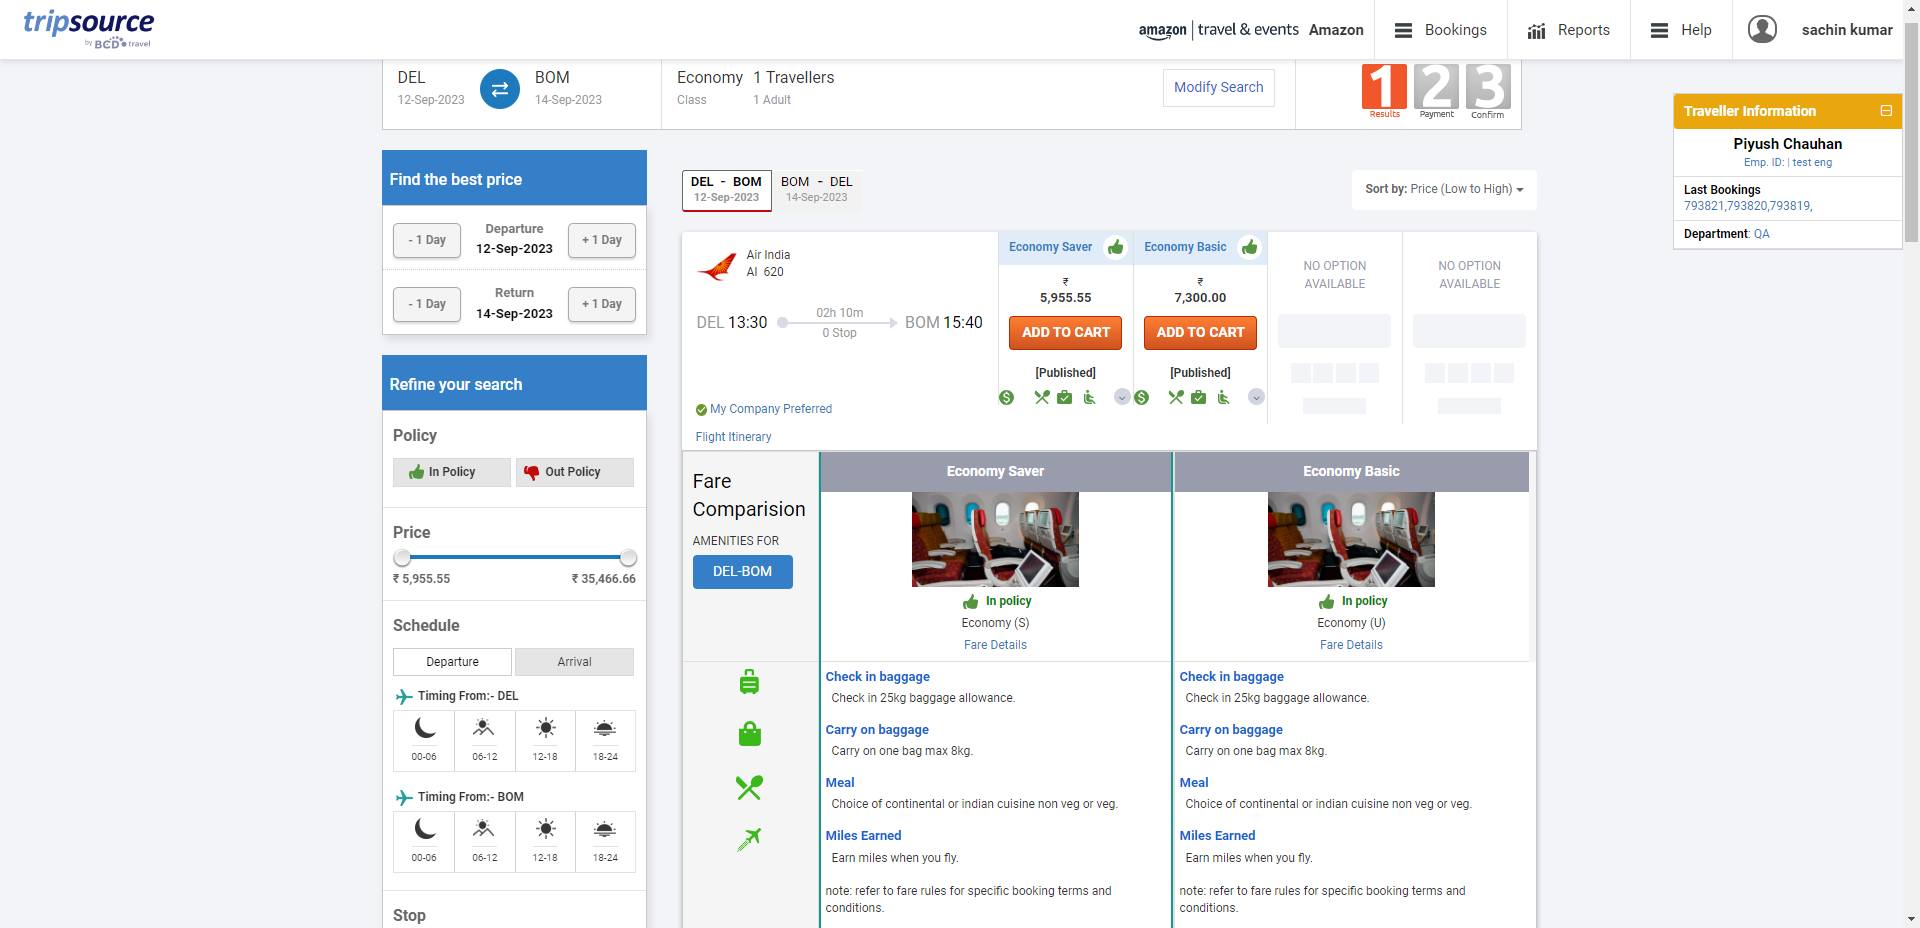 tripsource
by BCD travel
amazon | travel & events Amazon
Bookings
Reports
Help
sachin kumar
DEL
12-Sep-2023
BOM
14-Sep-2023
Economy
Class
1 Travellers
1 Adult
Modify Search
1 Results
2 Payment
3 Confirm
Traveller Information
Piyush Chauhan
Emp. ID: | test eng
Last Bookings
793821,793820,793819,
Department: QA
Find the best price
- 1 Day
Departure
12-Sep-2023
+ 1 Day
- 1 Day
Return
14-Sep-2023
+ 1 Day
Refine your search
Policy
In Policy
Out Policy
Price
₹ 5,955.55
₹ 35,466.66
Schedule
Departure
Arrival
Timing From:- DEL
00-06
06-12
12-18
18-24
Timing From:- BOM
00-06
06-12
12-18
18-24
Stop
DEL - BOM
12-Sep-2023
BOM - DEL
14-Sep-2023
Sort by: Price (Low to High)
Air India
AI 620
DEL 13:30
02h 10m
0 Stop
BOM 15:40
My Company Preferred
Flight Itinerary
Economy Saver
₹
5,955.55
ADD TO CART
[Published]
Economy Basic
₹
7,300.00
ADD TO CART
[Published]
NO OPTION
AVAILABLE
NO OPTION
AVAILABLE
Fare
Comparision
AMENITIES FOR
DEL-BOM
Economy Saver
In policy
Economy (S)
Fare Details
Check in baggage
Check in 25kg baggage allowance.
Carry on baggage
Carry on one bag max 8kg.
Meal
Choice of continental or indian cuisine non veg or veg.
Miles Earned
Earn miles when you fly.
note: refer to fare rules for specific booking terms and
conditions.
Economy Basic
In policy
Economy (U)
Fare Details
Check in baggage
Check in 25kg baggage allowance.
Carry on baggage
Carry on one bag max 8kg.
Meal
Choice of continental or indian cuisine non veg or veg.
Miles Earned
Earn miles when you fly.
note: refer to fare rules for specific booking terms and
conditions.